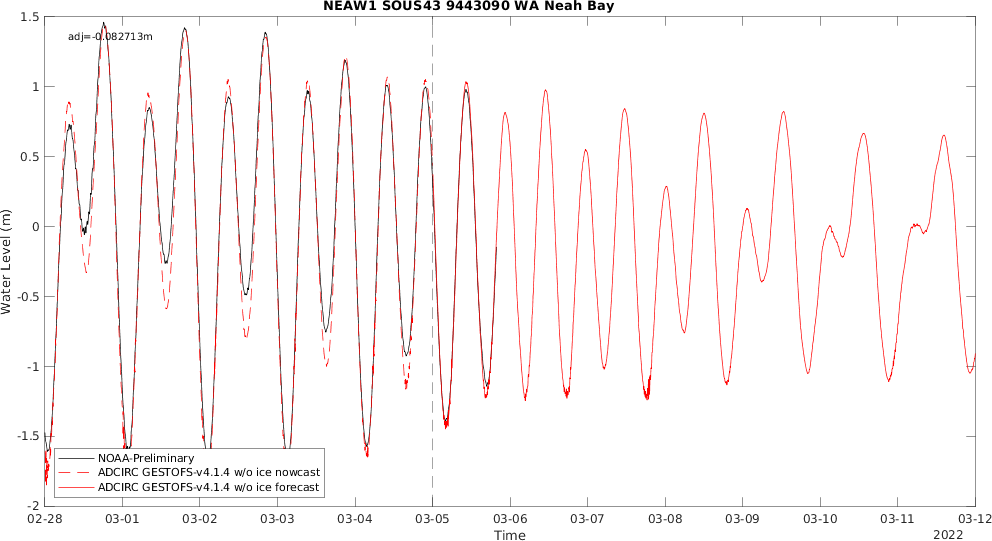 NEAW1 SOUS43 9443090 WA Neah Bay
adj=-0.082713m
Water Level (m)
1.5
1
0.5
0
-0.5
-1
-1.5
-2
NOAA-Preliminary
ADCIRC GESTOFS-v4.1.4 w/o ice nowcast
ADCIRC GESTOFS-v4.1.4 w/o ice forecast
02-28 03-01 03-02 03-03 03-04 03-05 03-06 03-07 03-08 03-09 03-10 03-11 03-12
Time
2022